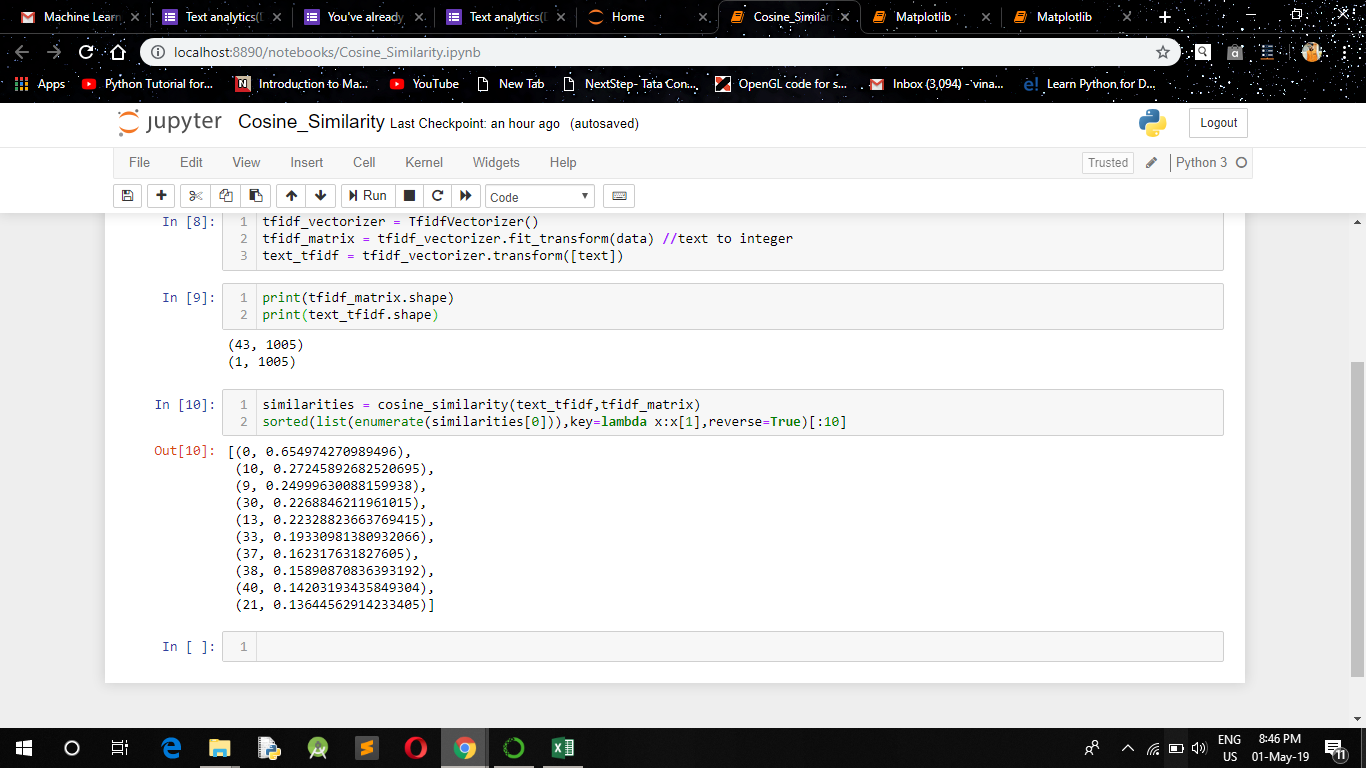 Machine Learn
Text analytics(
You've already
Text analytics(
Home
Cosine_Similar
Matplotlib
Matplotlib
localhost:8890/notebooks/Cosine_Similarity.ipynb
Apps
Python Tutorial for...
Introduction to Ma...
YouTube
New Tab
NextStep- Tata Con...
OpenGL code for s...
Inbox (3,094) - vina...
Learn Python for D...
jupyter Cosine_Similarity Last Checkpoint: an hour ago (autosaved)
Logout
File Edit View Insert Cell Kernel Widgets Help
Trusted
Python 3
Run
Code
In [8]:
1 tfidf_vectorizer = TfidfVectorizer()
2 tfidf_matrix = tfidf_vectorizer.fit_transform(data) //text to integer
3 text_tfidf = tfidf_vectorizer.transform([text])
In [9]:
1 print(tfidf_matrix.shape)
2 print(text_tfidf.shape)
(43, 1005)
(1, 1005)
In [10]:
1 similarities = cosine_similarity(text_tfidf,tfidf_matrix)
2 sorted(list(enumerate(similarities[0])),key=lambda x:x[1],reverse=True)[:10]
Out[10]:
[(0, 0.654974270989496),
(10, 0.27245892682520695),
(9, 0.24999630088159938),
(30, 0.2268846211961015),
(13, 0.22328823663769415),
(33, 0.19330981380932066),
(37, 0.162317631827605),
(38, 0.15890870836393192),
(40, 0.14203193435849304),
(21, 0.13644562914233405)]
In [ ]:
1
ENG
US
8:46 PM
01-May-19
11